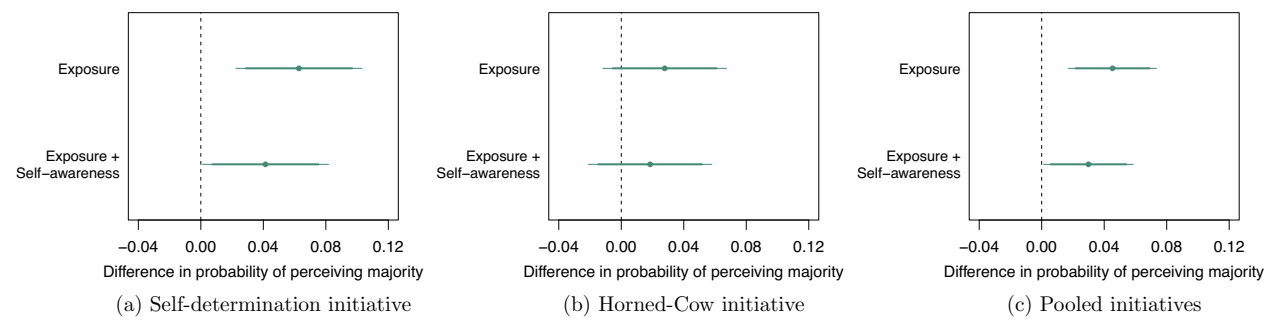 Exposure
Exposure +
Self−awareness
−0.04 0.00 0.04 0.08 0.12
Difference in probability of perceiving majority
(a) Self-determination initiative
Exposure
Exposure +
Self−awareness
−0.04 0.00 0.04 0.08 0.12
Difference in probability of perceiving majority
(b) Horned-Cow initiative
Exposure
Exposure +
Self−awareness
−0.04 0.00 0.04 0.08 0.12
Difference in probability of perceiving majority
(c) Pooled initiatives